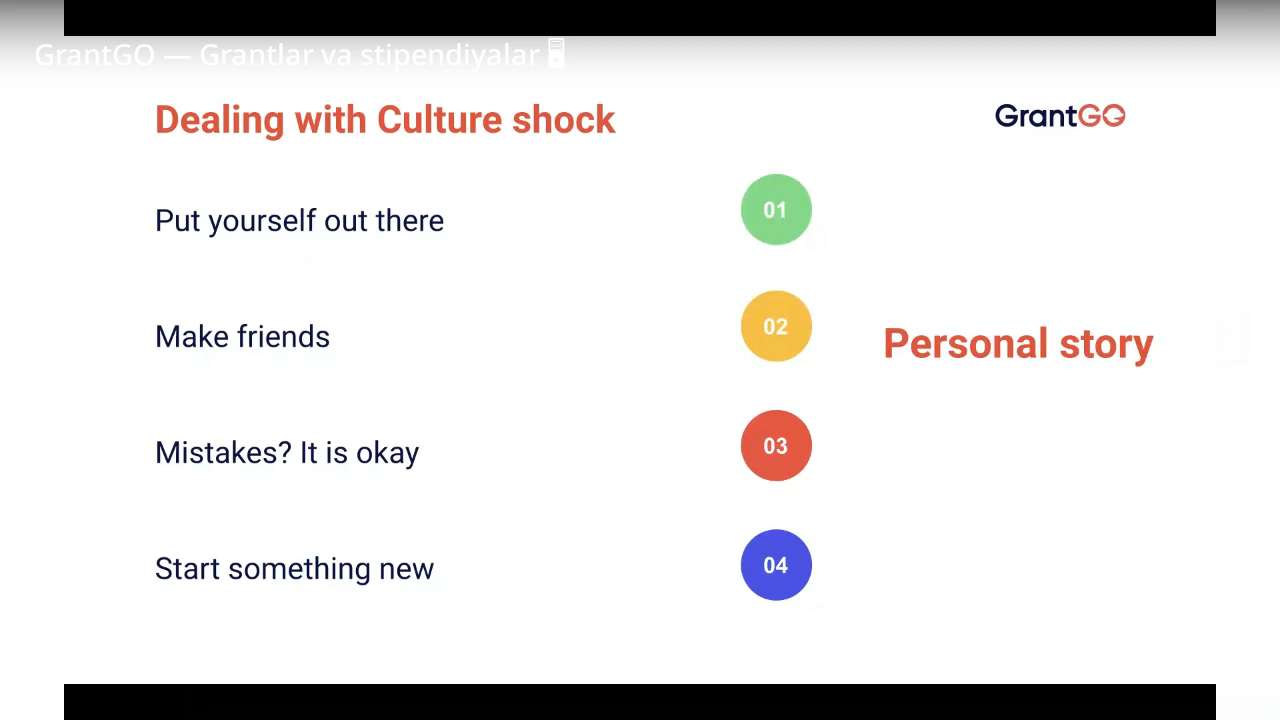 GrantGO — Grantlar va stipendiyalar🖥
Dealing with Culture shock
GrantGO
Put yourself out there
01
Make friends
02
Personal story
Mistakes? It is okay
03
Start something new
04